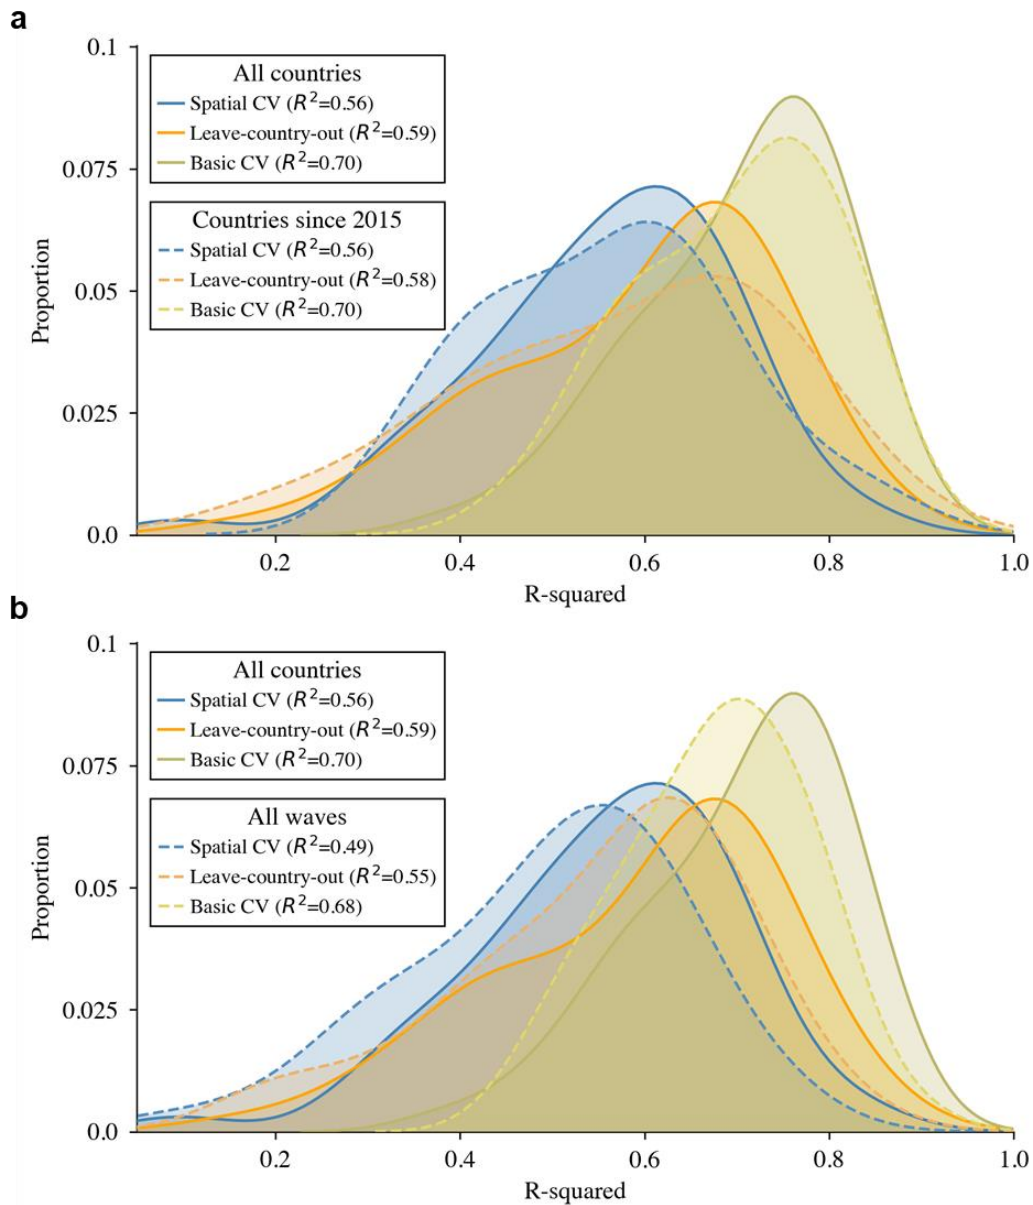 a
0.1
All countries
Spatial CV (R²=0.56)
Leave-country-out (R²=0.59)
Basic CV (R²=0.70)
0.075
Countries since 2015
Spatial CV (R²=0.56)
Leave-country-out (R²=0.58)
Basic CV (R²=0.70)
0.05
Proportion
0.025
0.0
0.2 0.4 0.6 0.8 1.0
R-squared
b
0.1
All countries
Spatial CV (R²=0.56)
Leave-country-out (R²=0.59)
Basic CV (R²=0.70)
0.075
All waves
Spatial CV (R²=0.49)
Leave-country-out (R²=0.55)
Basic CV (R²=0.68)
0.05
Proportion
0.025
0.0
0.2 0.4 0.6 0.8 1.0
R-squared